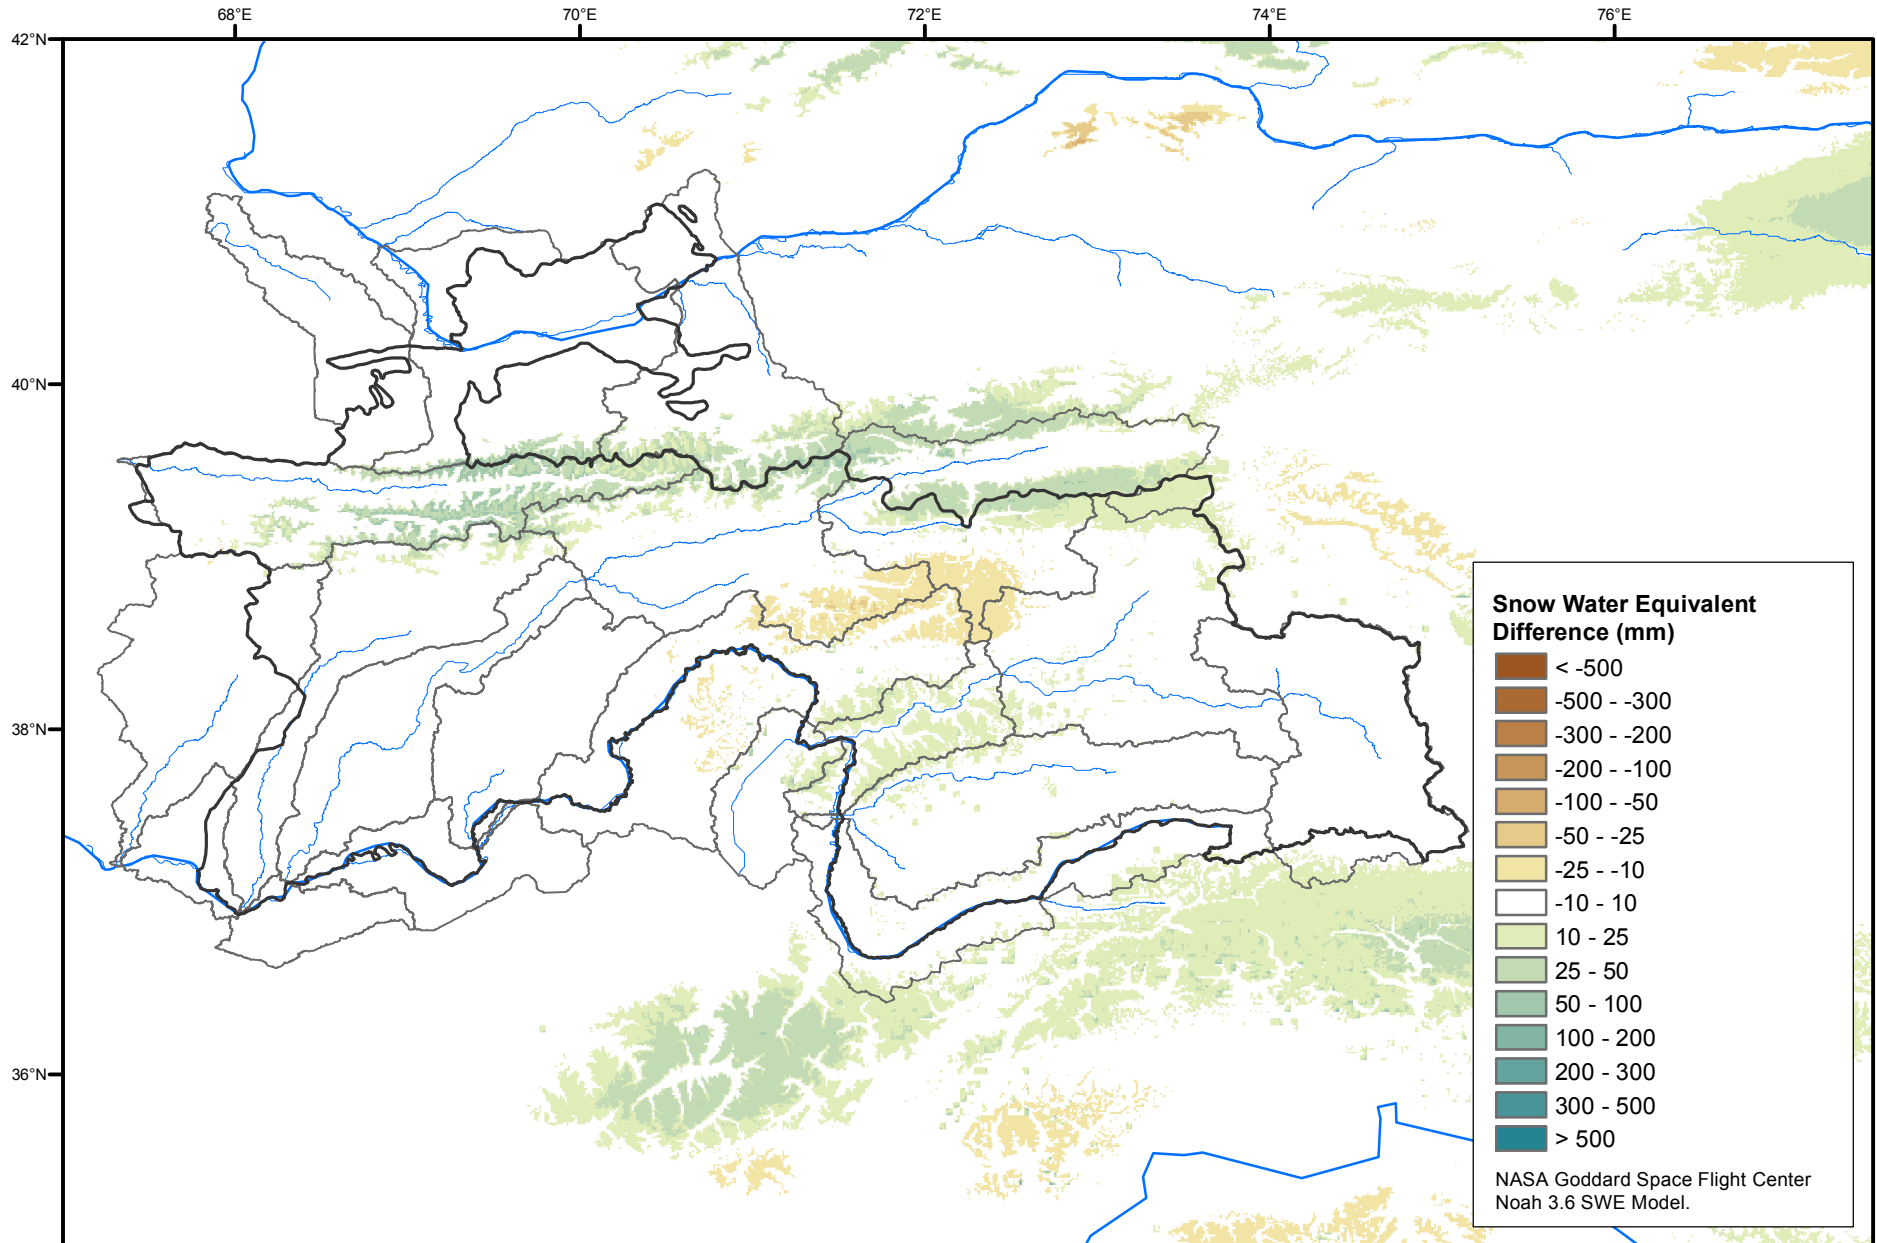 68°E
70°E
72°E
74°E
76°E
42°N
40°N
38°N
36°N
Snow Water Equivalent
Difference (mm)
< -500
-500 - -300
-300 - -200
-200 - -100
-100 - -50
-50 - -25
-25 - -10
-10 - 10
10 - 25
25 - 50
50 - 100
100 - 200
200 - 300
300 - 500
> 500
NASA Goddard Space Flight Center
Noah 3.6 SWE Model.